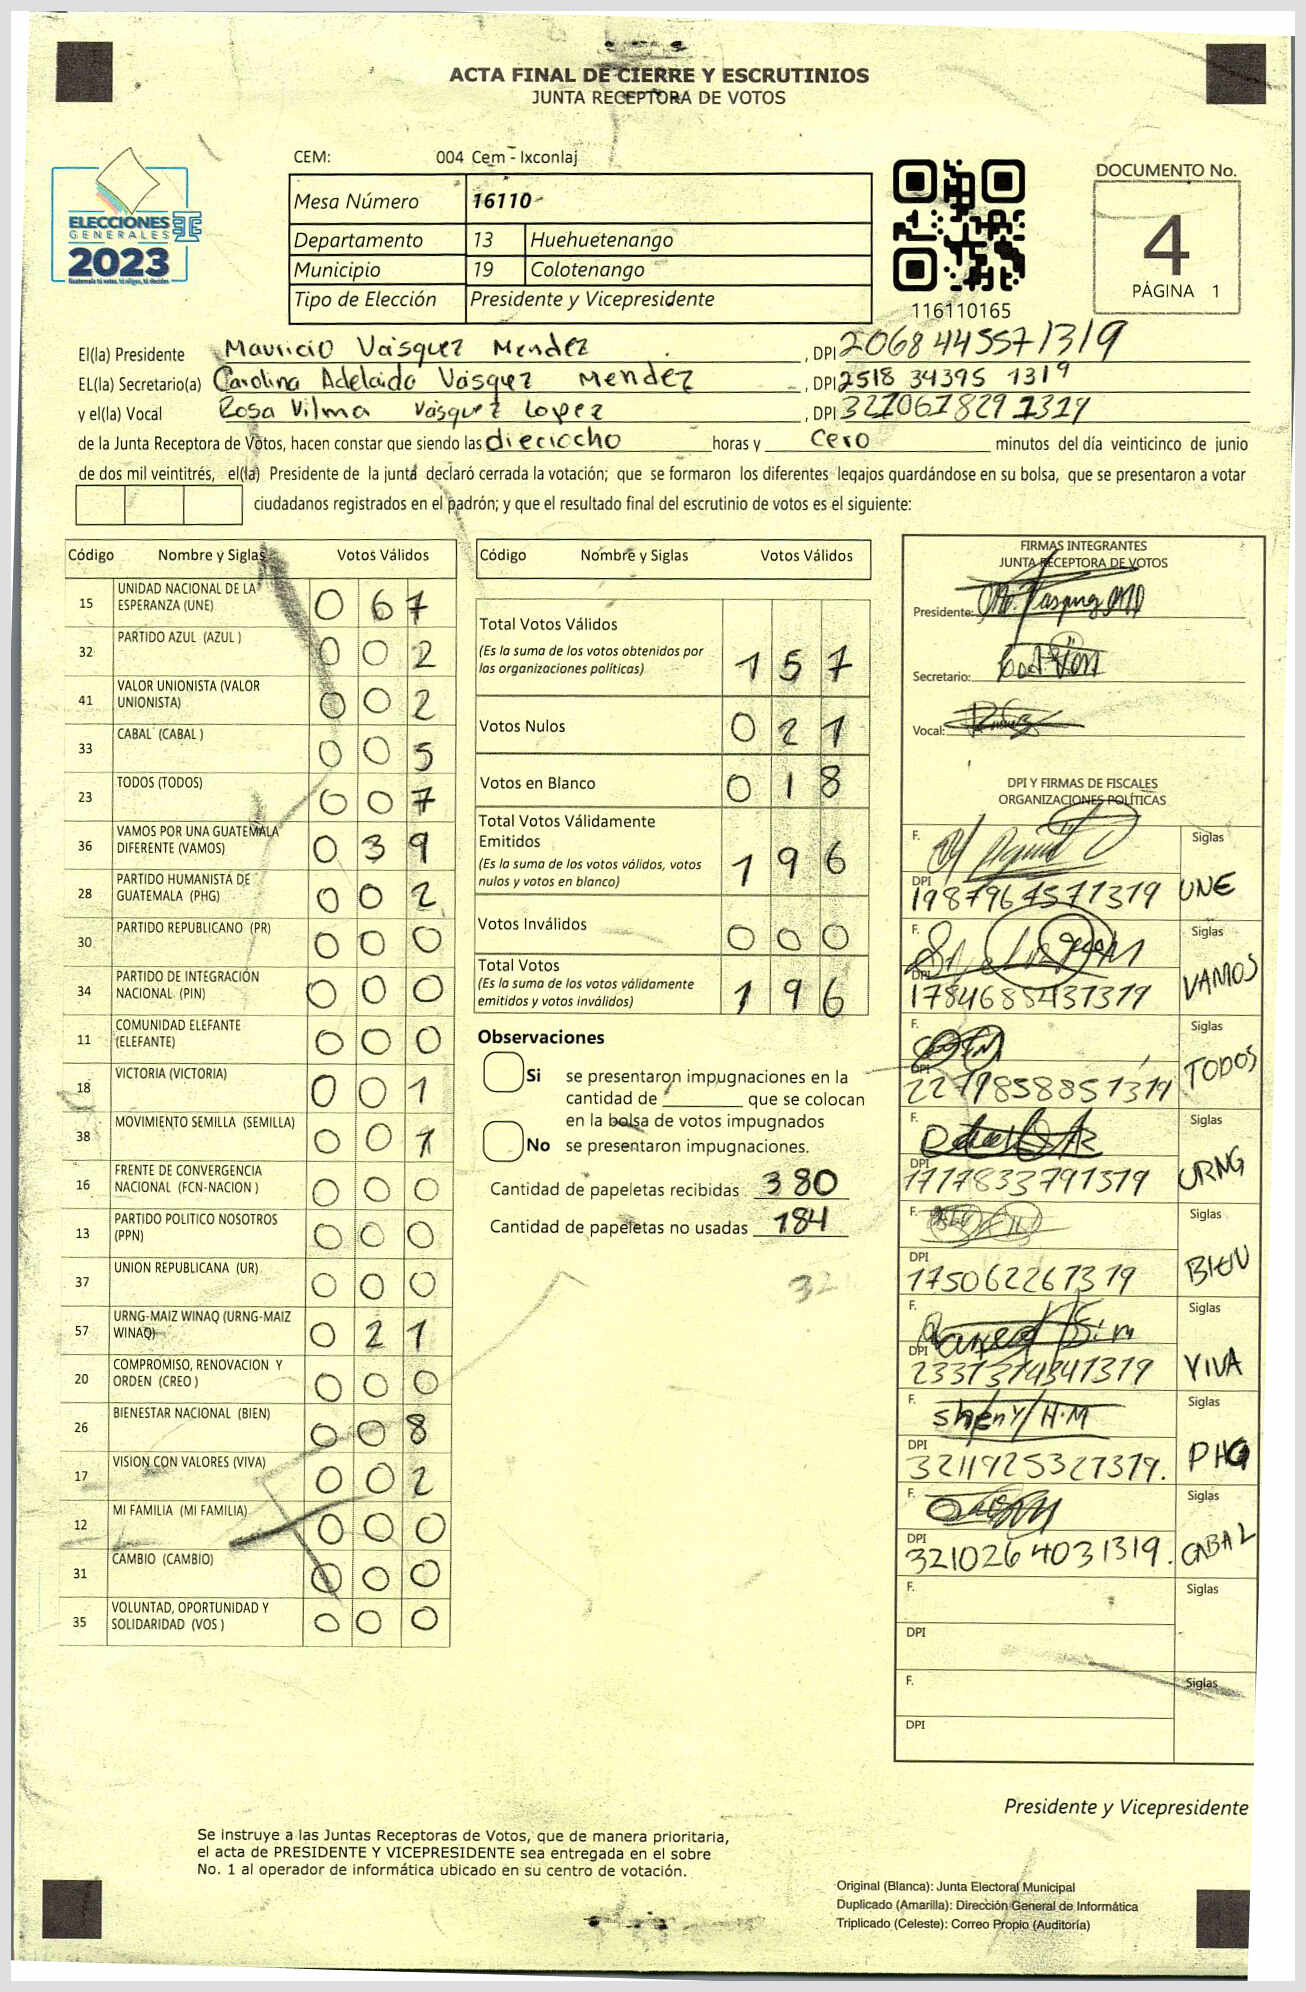 ACTA FINAL DE CIERRE Y ESCRUTINIOS
JUNTA RECEPTORA DE VOTOS
CEM: 004 Cem - Ixconlaj
ELECCIONES
GENERALES
2023
Mesa Número 16110
Departamento 13 Huehuetenango
Municipio 19 Colotenango
Tipo de Elección Presidente y Vicepresidente
116110165
DOCUMENTO No.
4
PÁGINA 1
El(la) Presidente Mauricio Vásquez Mendez , DPI 2068 44557 1319
EL(la) Secretario(a) Carolina Adelaida Vásquez Mendez , DPI 2518 34395 1319
y el(la) Vocal Rosa Vilma Vásquez Lopez , DPI 3210618291319
de la Junta Receptora de Votos, hacen constar que siendo las dieciocho horas y cero minutos del día veinticinco de junio
de dos mil veintitrés, el(la) Presidente de la junta declaró cerrada la votación; que se formaron los diferentes legajos guardándose en su bolsa, que se presentaron a votar
ciudadanos registrados en el padrón; y que el resultado final del escrutinio de votos es el siguiente:
Código Nombre y Siglas Votos Válidos
15 UNIDAD NACIONAL DE LA ESPERANZA (UNE) 0 6 7
32 PARTIDO AZUL (AZUL ) 0 0 2
41 VALOR UNIONISTA (VALOR UNIONISTA) 0 0 2
33 CABAL (CABAL ) 0 0 5
23 TODOS (TODOS) 0 0 7
36 VAMOS POR UNA GUATEMALA DIFERENTE (VAMOS) 0 3 9
28 PARTIDO HUMANISTA DE GUATEMALA (PHG) 0 0 2
30 PARTIDO REPUBLICANO (PR) 0 0 0
34 PARTIDO DE INTEGRACIÓN NACIONAL (PIN) 0 0 0
11 COMUNIDAD ELEFANTE (ELEFANTE) 0 0 0
18 VICTORIA (VICTORIA) 0 0 1
38 MOVIMIENTO SEMILLA (SEMILLA) 0 0 1
16 FRENTE DE CONVERGENCIA NACIONAL (FCN-NACION ) 0 0 0
13 PARTIDO POLITICO NOSOTROS (PPN) 0 0 0
37 UNION REPUBLICANA (UR) 0 0 0
57 URNG-MAIZ WINAQ (URNG-MAIZ WINAQ) 0 2 1
20 COMPROMISO, RENOVACION Y ORDEN (CREO ) 0 0 0
26 BIENESTAR NACIONAL (BIEN) 0 0 8
17 VISION CON VALORES (VIVA) 0 0 2
12 MI FAMILIA (MI FAMILIA) 0 0 0
31 CAMBIO (CAMBIO) 0 0 0
35 VOLUNTAD, OPORTUNIDAD Y SOLIDARIDAD (VOS ) 0 0 0
Código Nombre y Siglas Votos Válidos
Total Votos Válidos
(Es la suma de los votos obtenidos por
las organizaciones políticas) 1 5 7
Votos Nulos 0 2 1
Votos en Blanco 0 1 8
Total Votos Válidamente
Emitidos
(Es la suma de los votos válidos, votos
nulos y votos en blanco) 1 9 6
Votos Inválidos 0 0 0
Total Votos
(Es la suma de los votos válidamente
emitidos y votos inválidos) 1 9 6
Observaciones
Si se presentaron impugnaciones en la
cantidad de ________ que se colocan
en la bolsa de votos impugnados
No se presentaron impugnaciones.
Cantidad de papeletas recibidas 380
Cantidad de papeletas no usadas 184
FIRMAS INTEGRANTES
JUNTA RECEPTORA DE VOTOS
Presidente:
Secretario:
Vocal:
DPI Y FIRMAS DE FISCALES
ORGANIZACIONES POLÍTICAS
F. Siglas
DPI 1987967571319 UNE
F. Siglas
DPI 1784685431319 VAMOS
F. Siglas
DPI 2279858851319 TODOS
F. Siglas
DPI 1717833791319 URNG
F. Siglas
DPI 175062261319 BIEN
F. Siglas
DPI 2331314341319 VIVA
F. sheny H.M Siglas
DPI 3211925321319. PHG
F. Siglas
DPI 3210264031319. CABAL
F. Siglas
DPI
F. Siglas
DPI
Presidente y Vicepresidente
Se instruye a las Juntas Receptoras de Votos, que de manera prioritaria,
el acta de PRESIDENTE Y VICEPRESIDENTE sea entregada en el sobre
No. 1 al operador de informática ubicado en su centro de votación.
Original (Blanca): Junta Electoral Municipal
Duplicado (Amarilla): Dirección General de Informática
Triplicado (Celeste): Correo Propio (Auditoría)